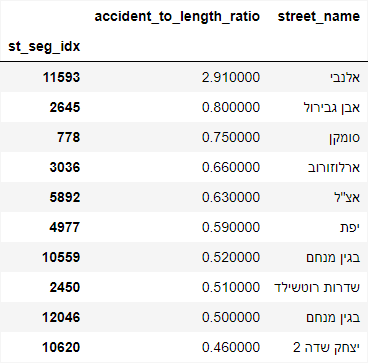 accident_to_length_ratio street_name
st_seg_idx
11593 2.910000 אלנבי
2645 0.800000 אבן גבירול
778 0.750000 סומקן
3036 0.660000 ארלוזורוב
5892 0.630000 אצ"ל
4977 0.590000 יפת
10559 0.520000 בגין מנחם
2450 0.510000 שדרות רוטשילד
12046 0.500000 בגין מנחם
10620 0.460000 יצחק שדה 2